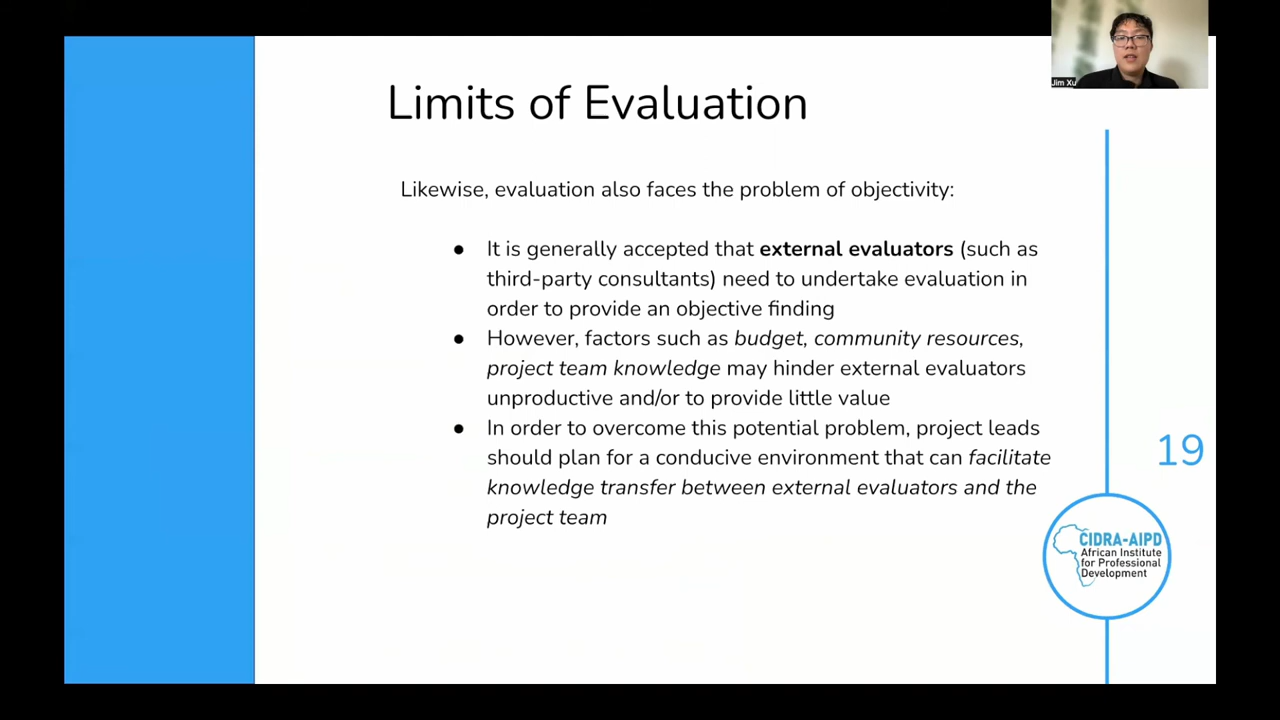 Limits of Evaluation
Jim Xu
Likewise, evaluation also faces the problem of objectivity:
● It is generally accepted that external evaluators (such as
third-party consultants) need to undertake evaluation in
order to provide an objective finding
● However, factors such as budget, community resources,
project team knowledge may hinder external evaluators
unproductive and/or to provide little value
● In order to overcome this potential problem, project leads
should plan for a conducive environment that can facilitate
knowledge transfer between external evaluators and the
project team
19
CIDRA-AIPD
African Institute
for Professional
Development